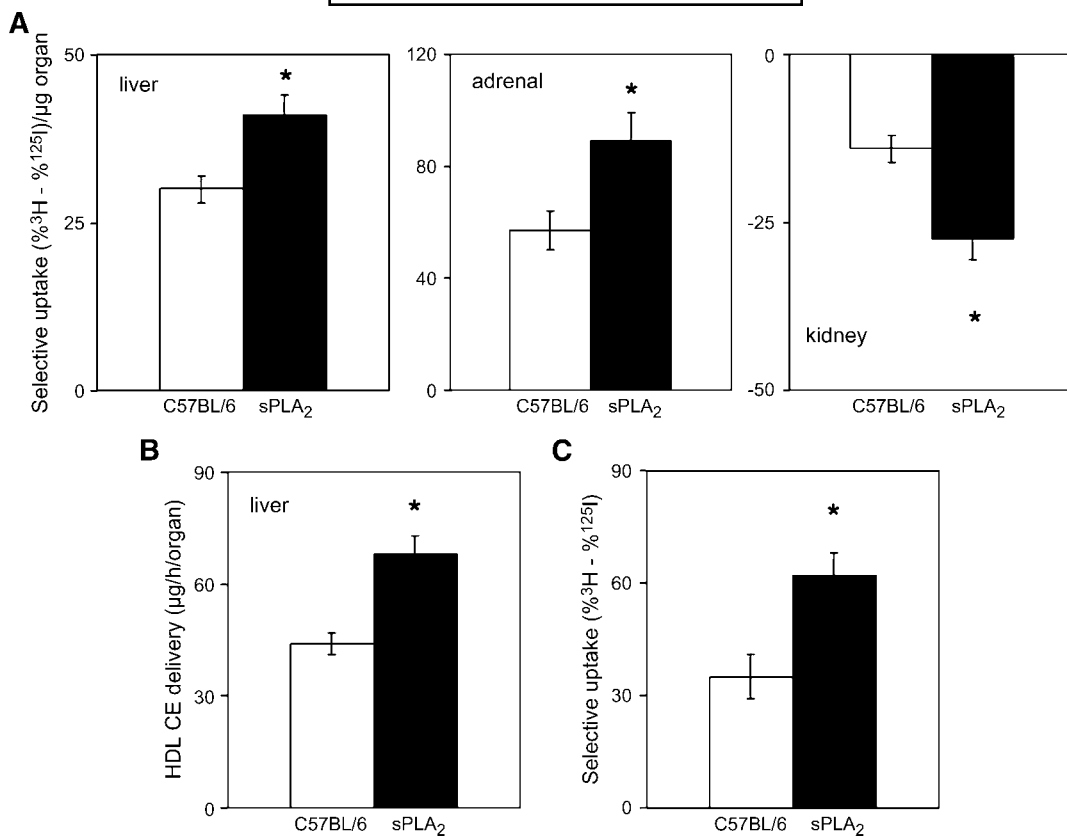 A
Selective uptake (%³H - %¹²⁵I)/µg organ
50
25
0
liver
*
C57BL/6 sPLA₂
120
80
40
0
adrenal
*
C57BL/6 sPLA₂
0
-25
-50
kidney
*
C57BL/6 sPLA₂
B
HDL CE delivery (µg/h/organ)
90
60
30
0
liver
*
C57BL/6 sPLA₂
C
Selective uptake (%³H - %¹²⁵I)
90
60
30
0
*
C57BL/6 sPLA₂